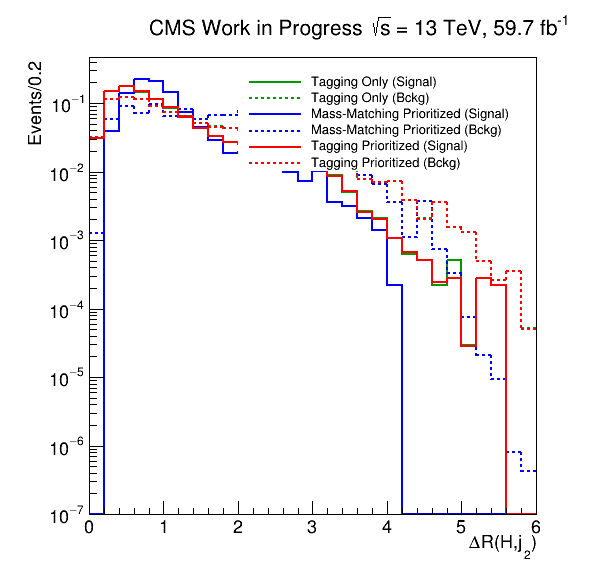 CMS Work in Progress √s = 13 TeV, 59.7 fb⁻¹
Events/0.2
Tagging Only (Signal)
Tagging Only (Bckg)
Mass-Matching Prioritized (Signal)
Mass-Matching Prioritized (Bckg)
Tagging Prioritized (Signal)
Tagging Prioritized (Bckg)
10⁻¹
10⁻²
10⁻³
10⁻⁴
10⁻⁵
10⁻⁶
10⁻⁷
0 1 2 3 4 5 6
ΔR(H,j₂)